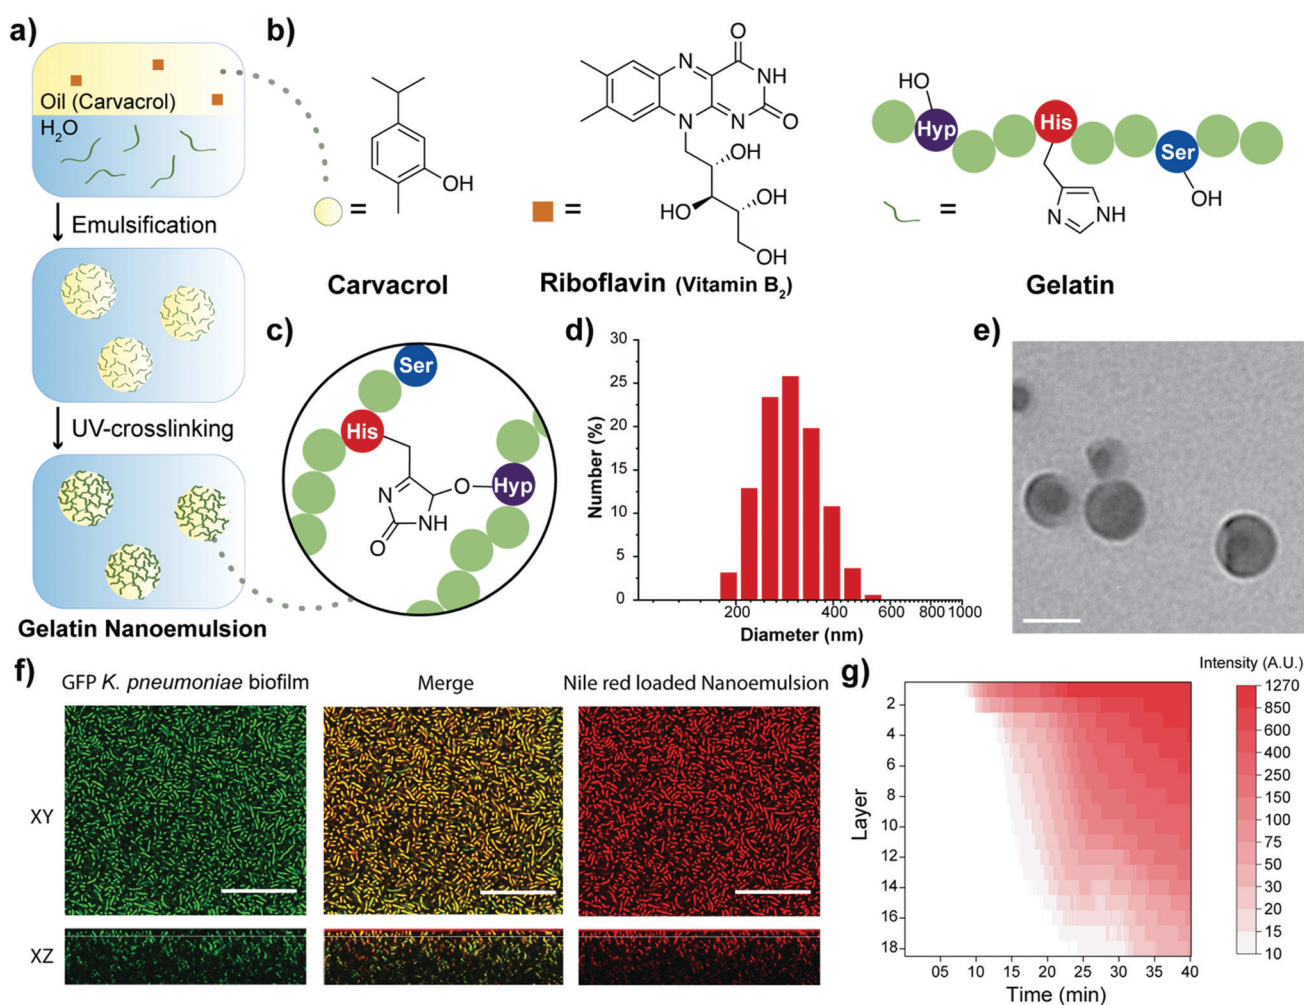 a)
Oil (Carvacrol)
H2O
Emulsification
UV-crosslinking
Gelatin Nanoemulsion
b)
OH
=
Carvacrol
N
O
NH
N
N
O
OH
HO
OH
OH
=
Riboflavin (Vitamin B2)
HO
Hyp
His
Ser
OH
N
NH
=
Gelatin
c)
Ser
His
N
O
Hyp
NH
O
d)
30
25
20
15
10
5
0
Number (%)
200 400 600 800 1000
Diameter (nm)
e)
f)
GFP K. pneumoniae biofilm
Merge
Nile red loaded Nanoemulsion
XY
XZ
g)
Layer
2
4
6
8
10
12
14
16
18
05 10 15 20 25 30 35 40
Time (min)
Intensity (A.U.)
1270
850
600
400
250
150
100
75
50
30
20
15
10